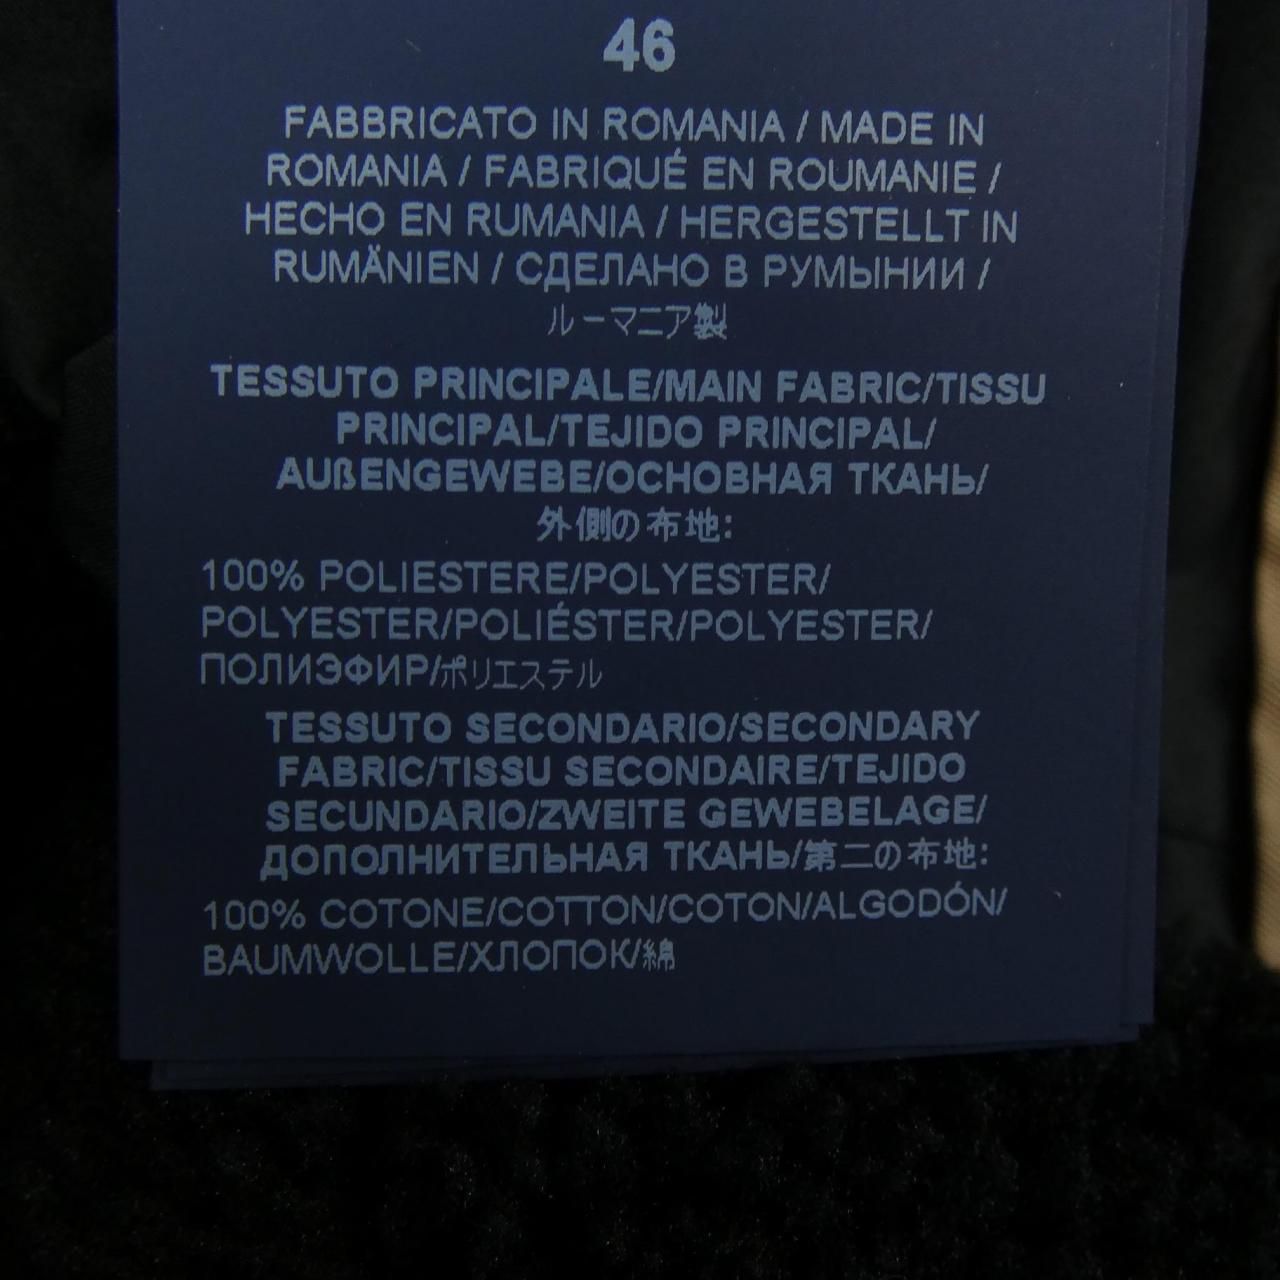 46
FABBRICATO IN ROMANIA / MADE IN
ROMANIA / FABRIQUÉ EN ROUMANIE /
HECHO EN RUMANIA / HERGESTELLT IN
RUMÄNIEN / СДЕЛАНО В РУМЫНИИ /
ルーマニア製
TESSUTO PRINCIPALE/MAIN FABRIC/TISSU
PRINCIPAL/TEJIDO PRINCIPAL/
AUßENGEWEBE/ОСНОВНАЯ ТКАНЬ/
外側の布地:
100% POLIESTERE/POLYESTER/
POLYESTER/POLIÉSTER/POLYESTER/
ПОЛИЭФИР/ポリエステル
TESSUTO SECONDARIO/SECONDARY
FABRIC/TISSU SECONDAIRE/TEJIDO
SECUNDARIO/ZWEITE GEWEBELAGE/
ДОПОЛНИТЕЛЬНАЯ ТКАНЬ/第二の布地:
100% COTONE/COTTON/COTON/ALGODÓN/
BAUMWOLLE/ХЛОПОК/綿